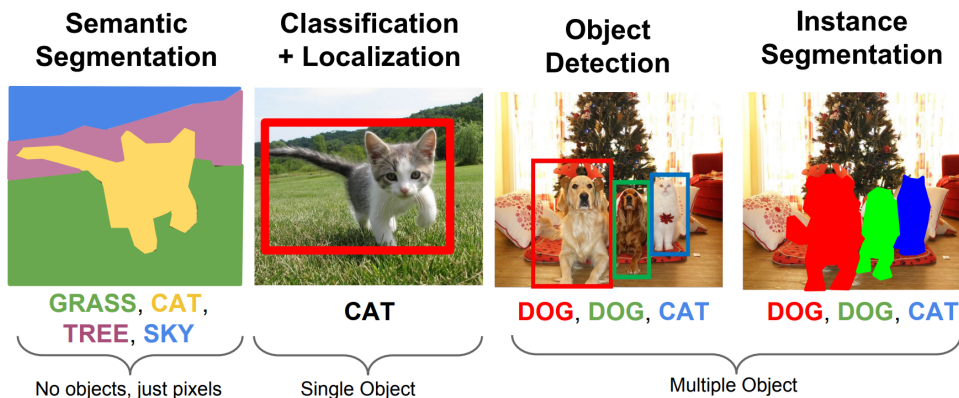 Semantic
Segmentation
Classification
+ Localization
Object
Detection
Instance
Segmentation
GRASS, CAT,
TREE, SKY
CAT
DOG, DOG, CAT
DOG, DOG, CAT
No objects, just pixels
Single Object
Multiple Object